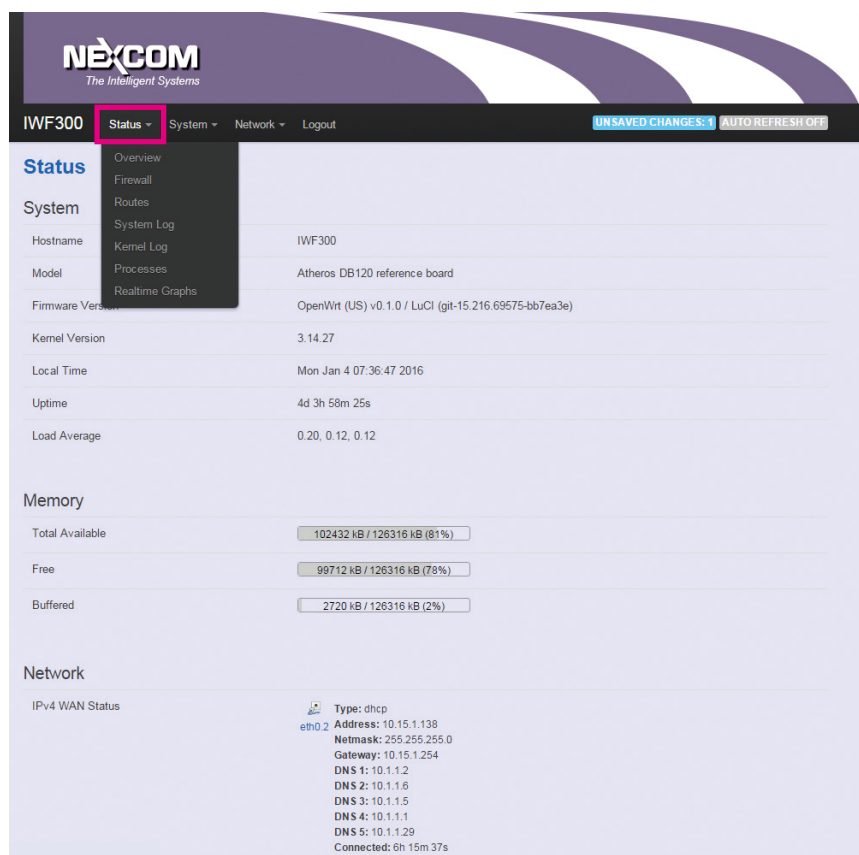 NEXCOM
The Intelligent Systems
IWF300 Status System Network Logout UNSAVED CHANGES: 1 AUTO REFRESH OFF
Overview
Firewall
Routes
System Log
Kernel Log
Processes
Realtime Graphs
Status
System
Hostname IWF300
Model Atheros DB120 reference board
Firmware Version OpenWrt (US) v0.1.0 / LuCI (git-15.216.69575-bb7ea3e)
Kernel Version 3.14.27
Local Time Mon Jan 4 07:36:47 2016
Uptime 4d 3h 58m 25s
Load Average 0.20, 0.12, 0.12
Memory
Total Available 102432 kB / 126316 kB (81%)
Free 99712 kB / 126316 kB (78%)
Buffered 2720 kB / 126316 kB (2%)
Network
IPv4 WAN Status
eth0.2
Type: dhcp
Address: 10.15.1.138
Netmask: 255.255.255.0
Gateway: 10.15.1.254
DNS 1: 10.1.1.2
DNS 2: 10.1.1.6
DNS 3: 10.1.1.5
DNS 4: 10.1.1.1
DNS 5: 10.1.1.29
Connected: 6h 15m 37s